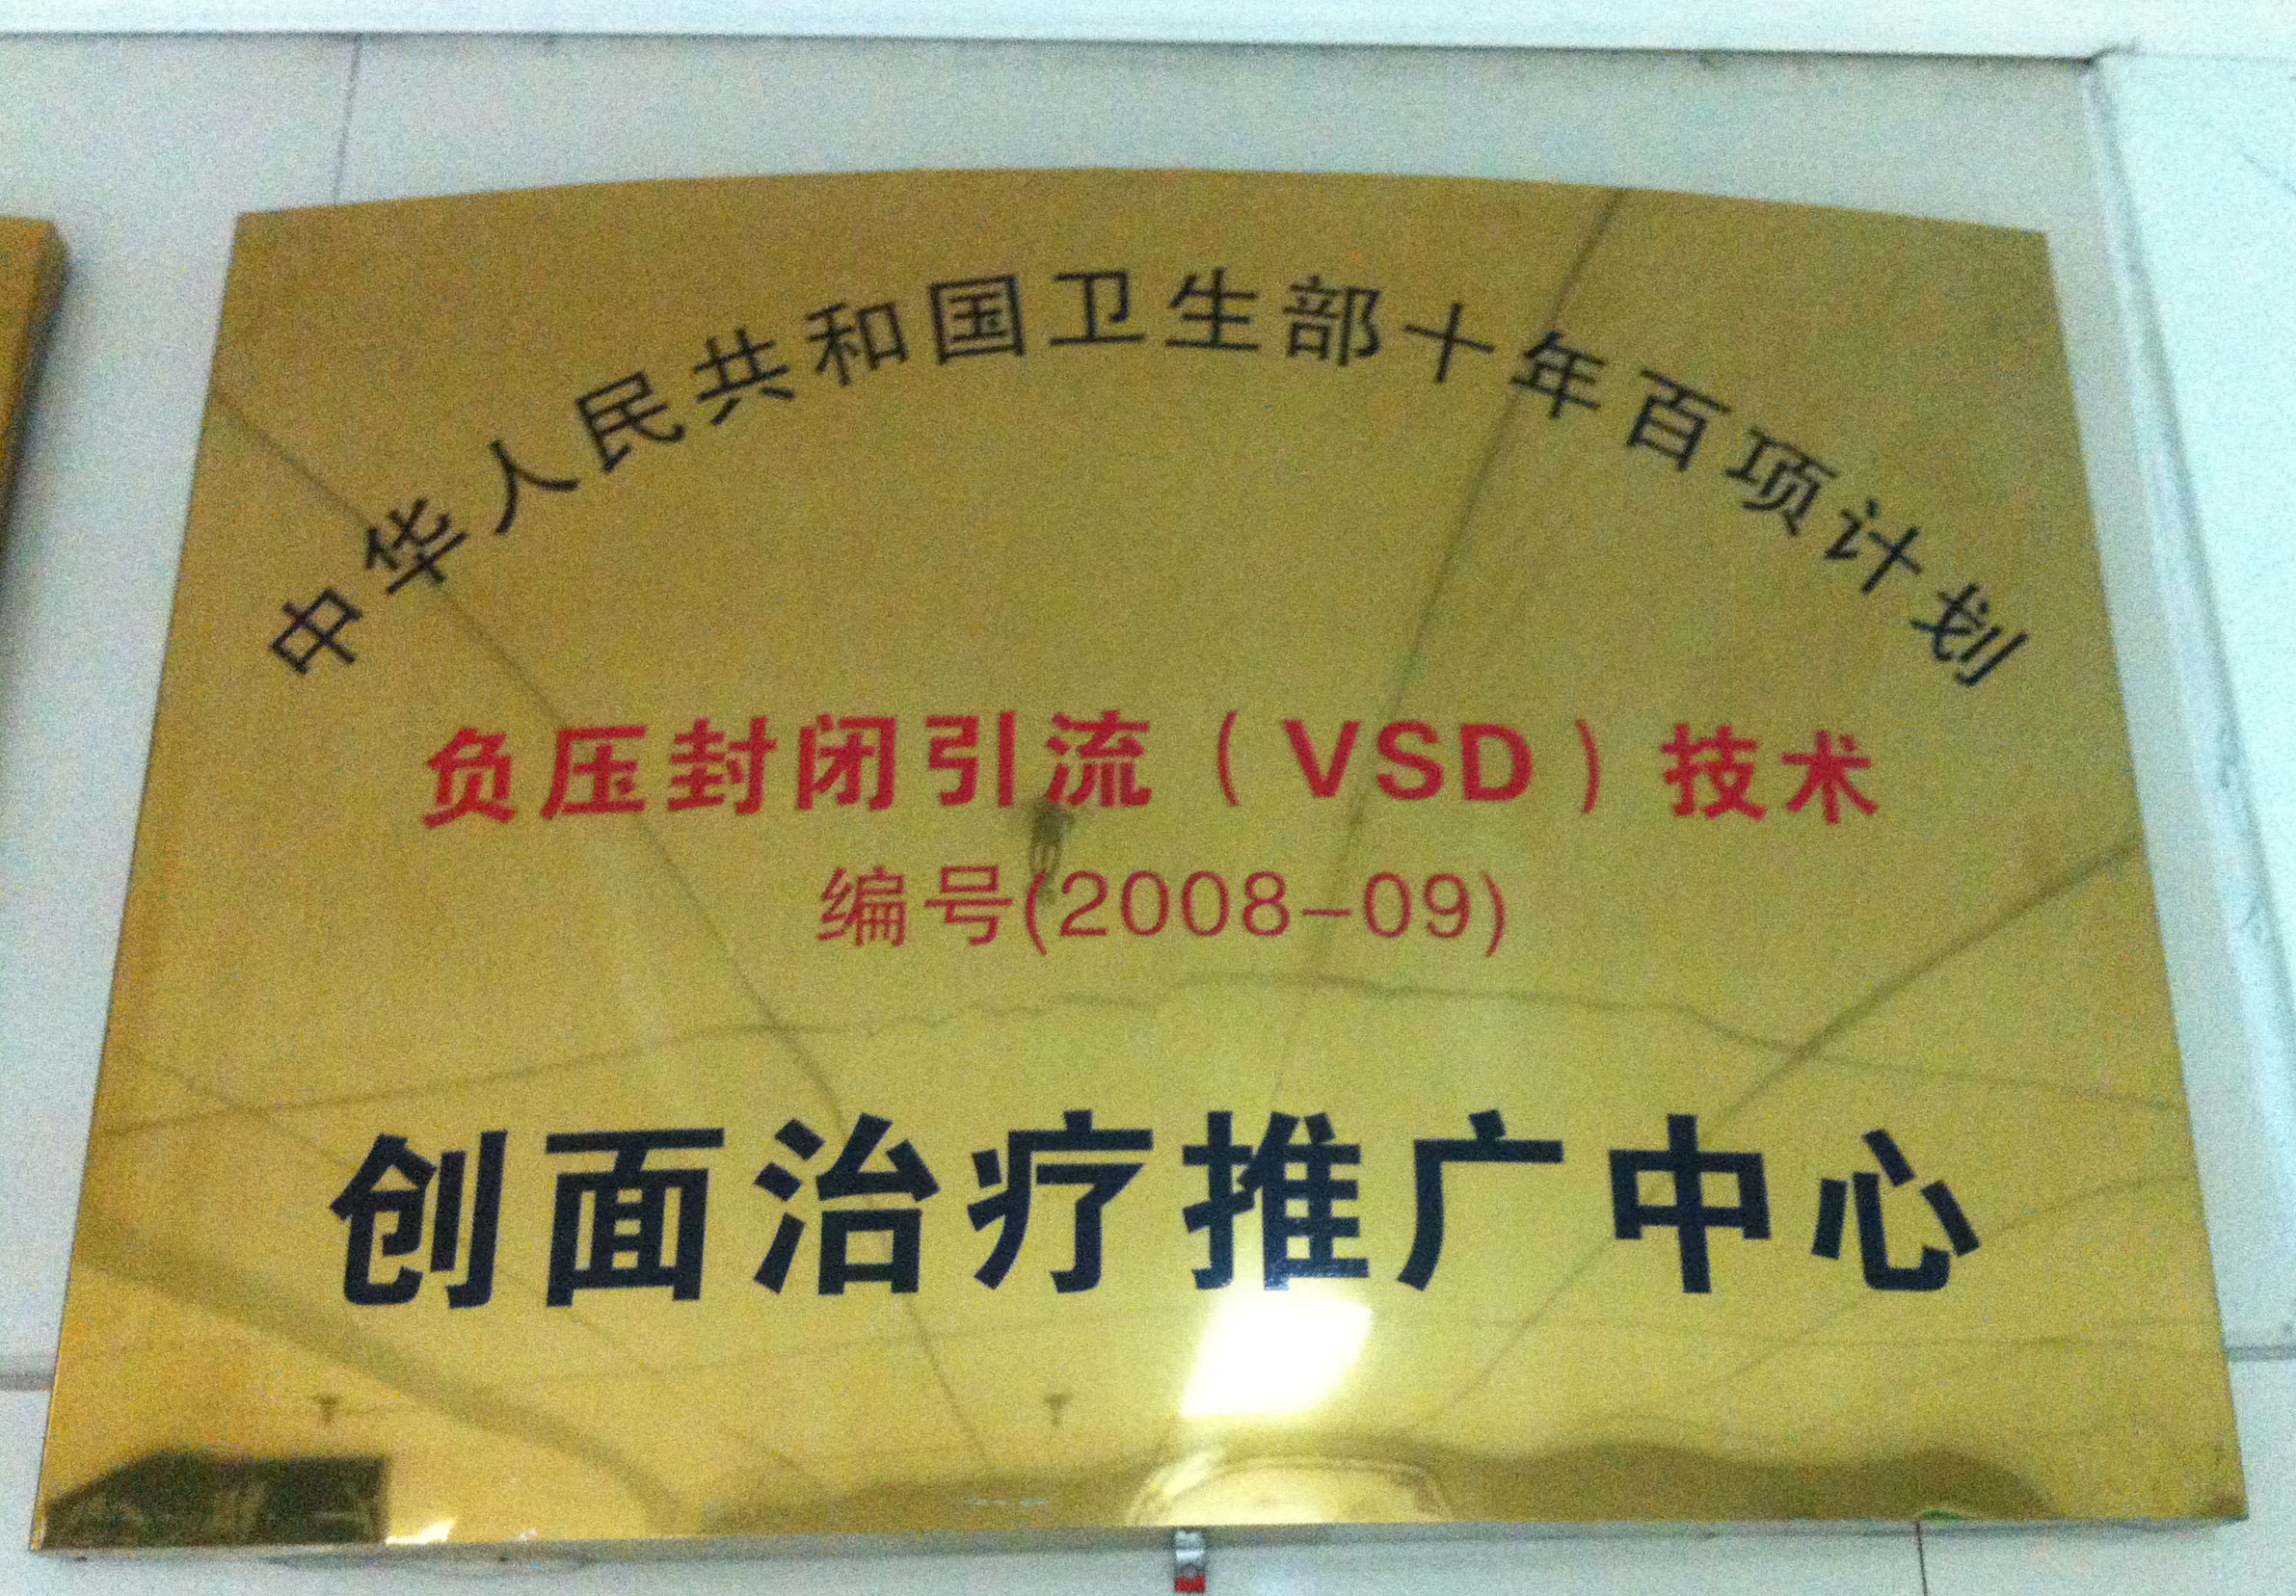 中华人民共和国卫生部十年百项计划
负压封闭引流（VSD）技术
编号(2008-09)
创面治疗推广中心